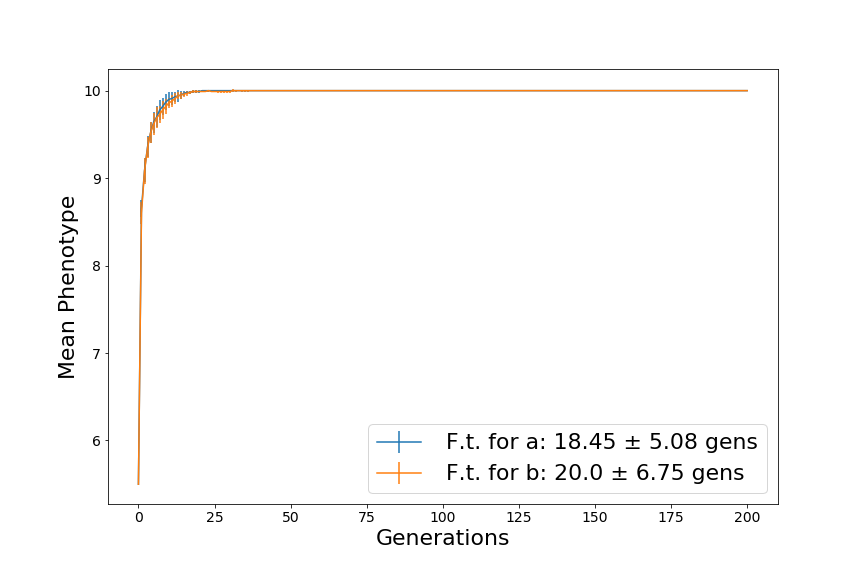 10
9
8
7
6
Mean Phenotype
F.t. for a: 18.45 ± 5.08 gens
F.t. for b: 20.0 ± 6.75 gens
0 25 50 75 100 125 150 175 200
Generations